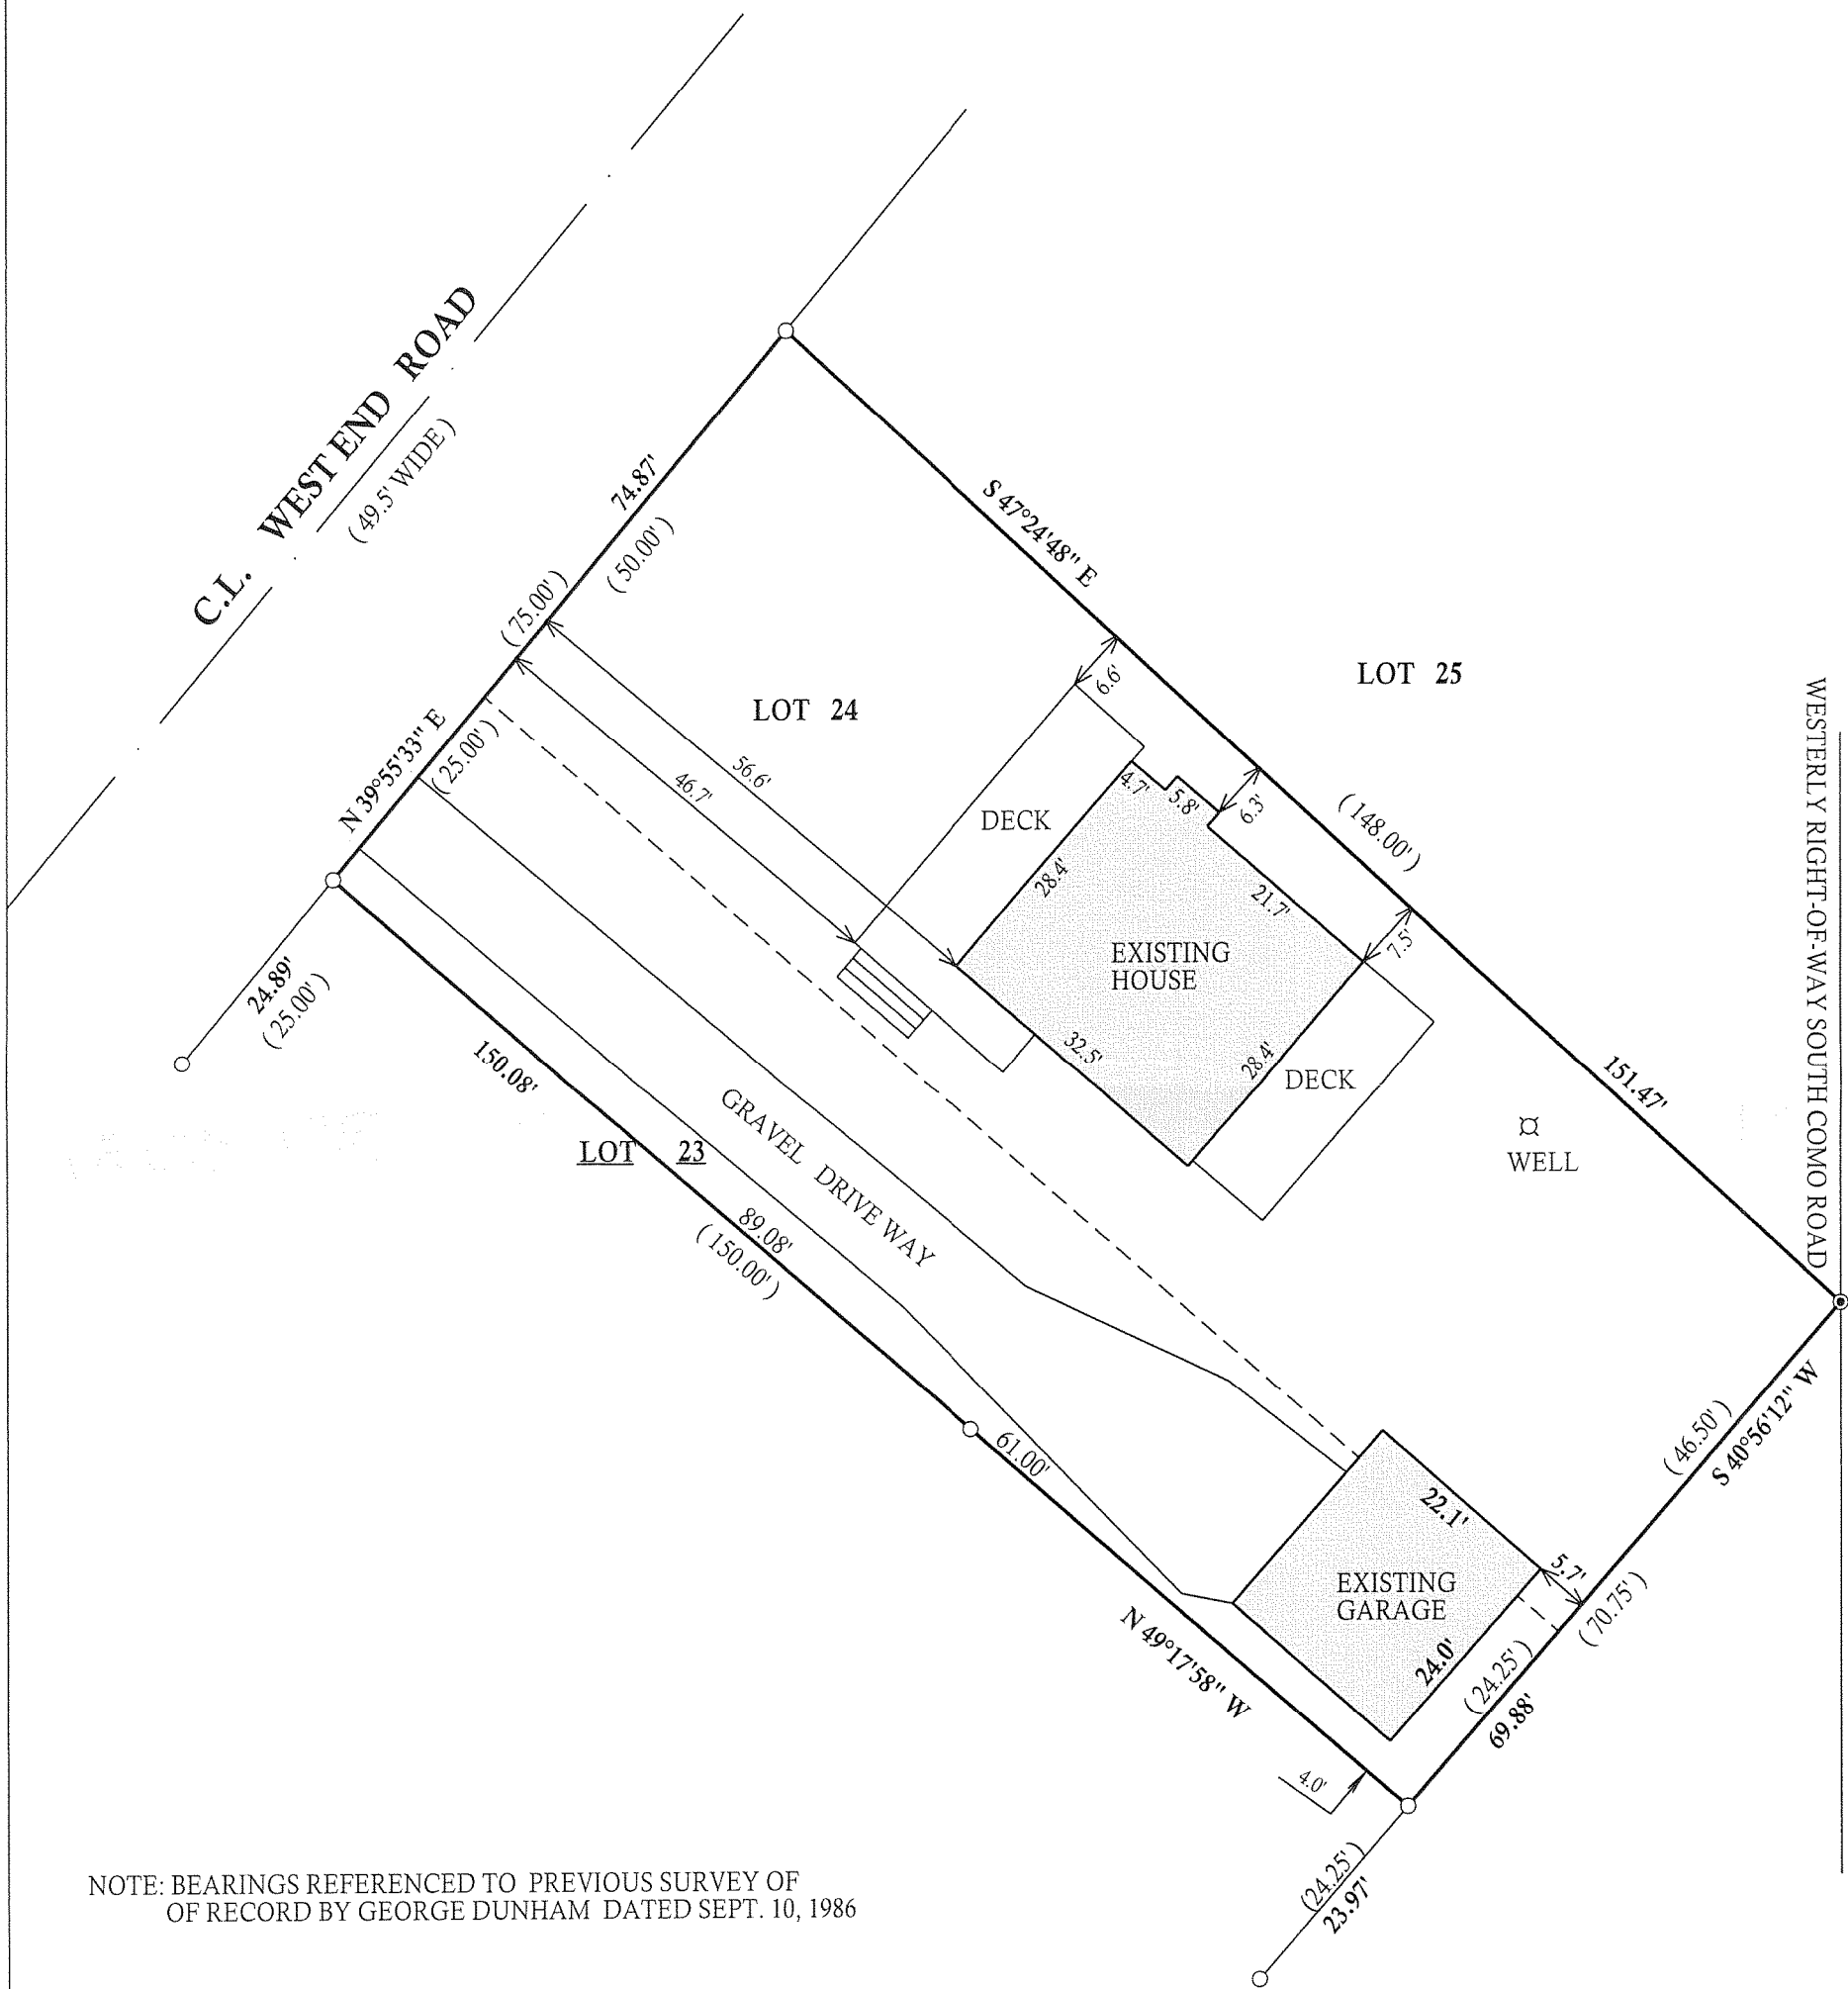 C.L. WEST END ROAD
( 49.5' WIDE )
74.87'
( 50.00' )
( 75.00' )
N 39°55'33" E
( 25.00' )
24.89'
( 25.00' )
S 47°24'48" E
LOT 25
LOT 24
6.6'
56.6'
46.7'
DECK
4.7'
5.8'
6.3'
( 148.00' )
28.4'
21.7'
7.5'
EXISTING
HOUSE
32.5'
28.4'
DECK
151.47'
WELL
WESTERLY RIGHT-OF-WAY SOUTH COMO ROAD
150.08'
LOT 23
GRAVEL DRIVE WAY
89.08'
( 150.00' )
61.00'
N 49°17'58" W
( 46.50' )
S 40°56'12" W
22.1'
5.7'
EXISTING
GARAGE
( 70.75' )
24.0'
( 24.25' )
69.88'
4.0'
(24.25' )
23.97'
NOTE: BEARINGS REFERENCED TO PREVIOUS SURVEY OF
OF RECORD BY GEORGE DUNHAM DATED SEPT. 10, 1986